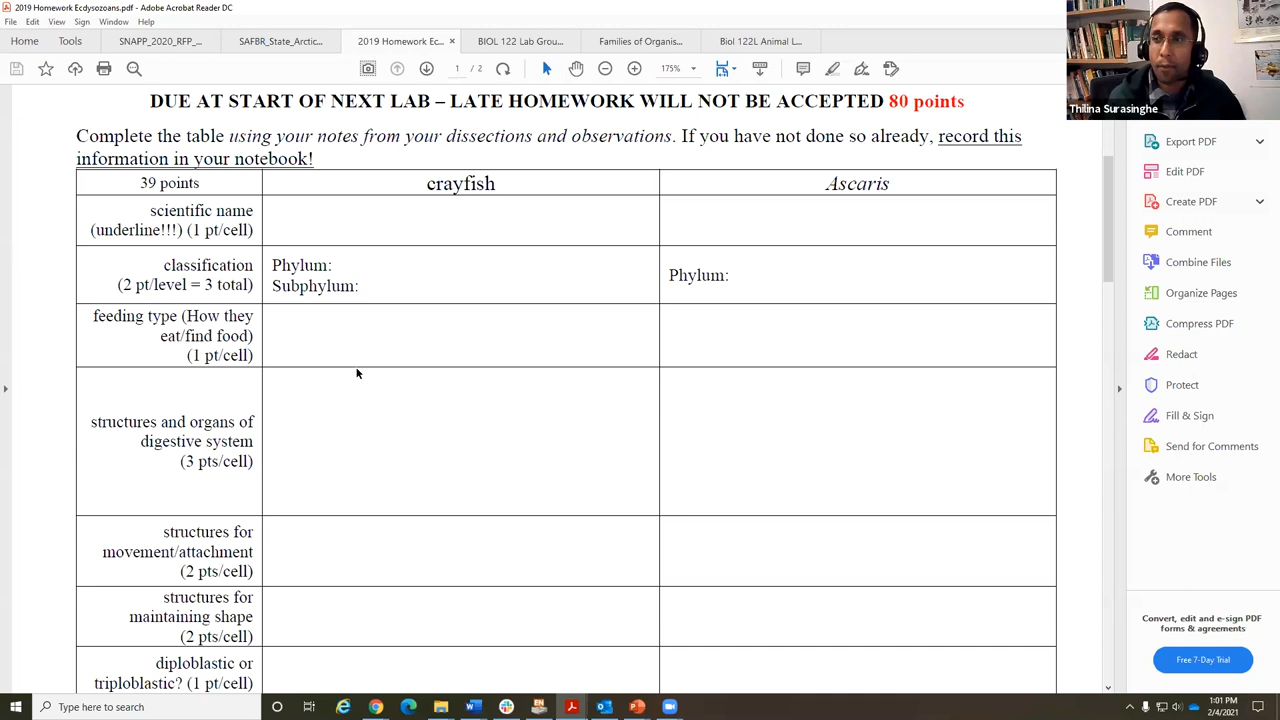 2019 Homework Ecdysozoans.pdf - Adobe Acrobat Reader DC
File Edit View Sign Window Help
Home Tools SNAPP_2020_RFP_... SAFBR_State_Arctic... 2019 Homework Ec... × BIOL 122 Lab Grou... Families of Organis... Biol 122L Animal L...
/ 2 175%
Thilina Surasinghe
DUE AT START OF NEXT LAB – LATE HOMEWORK WILL NOT BE ACCEPTED 80 points
Complete the table using your notes from your dissections and observations. If you have not done so already, record this
information in your notebook!
39 points crayfish Ascaris
scientific name
(underline!!!) (1 pt/cell)
classification
(2 pt/level = 3 total)
Phylum:
Subphylum:
Phylum:
feeding type (How they
eat/find food)
(1 pt/cell)
structures and organs of
digestive system
(3 pts/cell)
structures for
movement/attachment
(2 pts/cell)
structures for
maintaining shape
(2 pts/cell)
diploblastic or
triploblastic? (1 pt/cell)
Export PDF
Edit PDF
Create PDF
Comment
Combine Files
Organize Pages
Compress PDF
Redact
Protect
Fill & Sign
Send for Comments
More Tools
Convert, edit and e-sign PDF
forms & agreements
Free 7-Day Trial
Type here to search
1:01 PM
2/4/2021